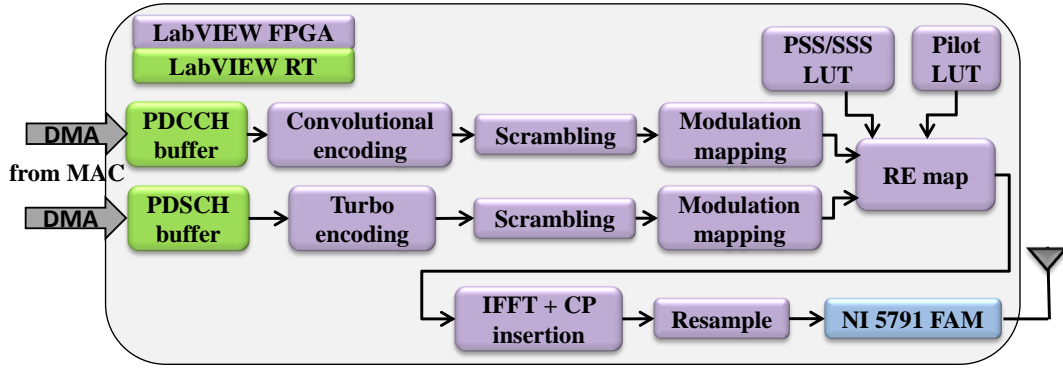 LabVIEW FPGA
LabVIEW RT
PSS/SSS
LUT
Pilot
LUT
DMA
PDCCH
buffer
Convolutional
encoding
Scrambling
Modulation
mapping
RE map
from MAC
DMA
PDSCH
buffer
Turbo
encoding
Scrambling
Modulation
mapping
IFFT + CP
insertion
Resample
NI 5791 FAM